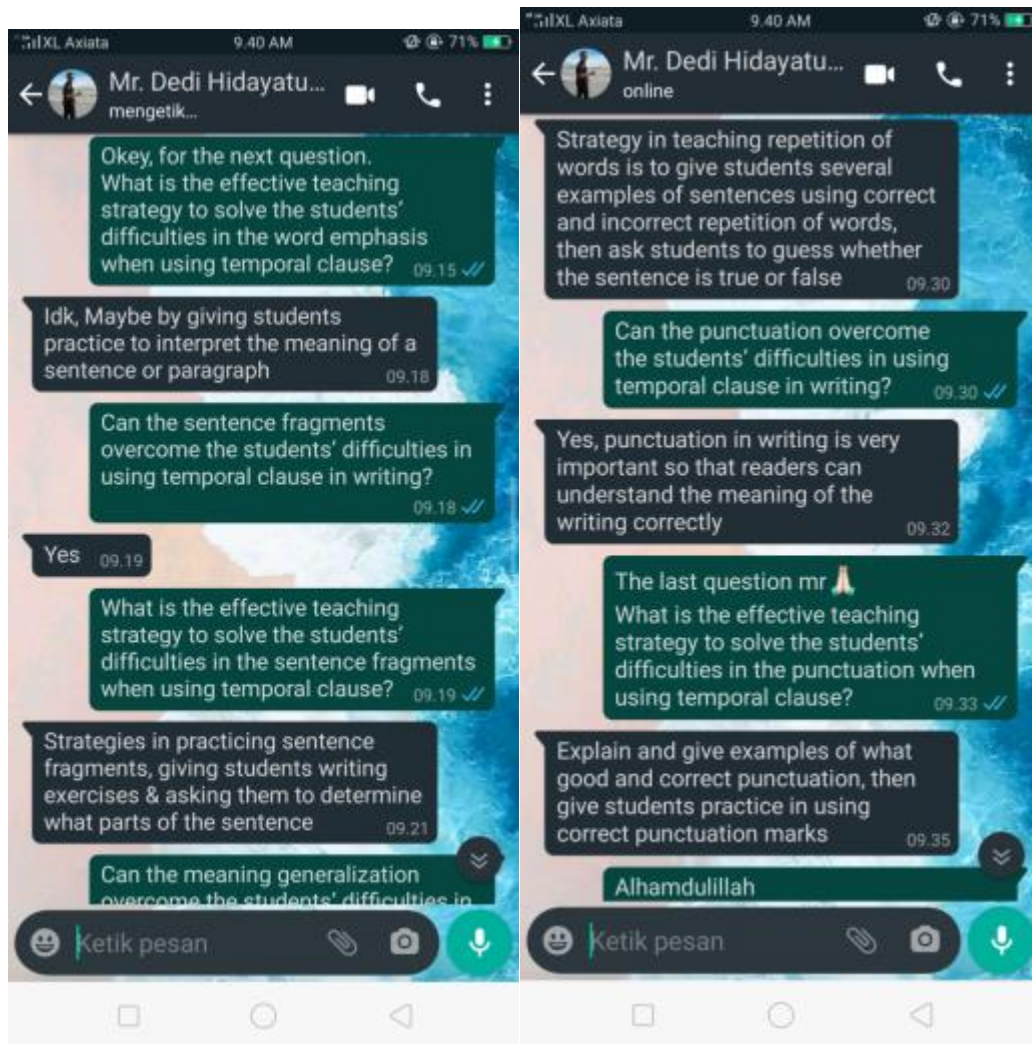 XL Axiata 9.40 AM 71%
Mr. Dedi Hidayatu...
mengetik...
Okey, for the next question.
What is the effective teaching
strategy to solve the students'
difficulties in the word emphasis
when using temporal clause? 09.15
Idk, Maybe by giving students
practice to interpret the meaning of a
sentence or paragraph 09.18
Can the sentence fragments
overcome the students' difficulties in
using temporal clause in writing?
09.18
Yes 09.19
What is the effective teaching
strategy to solve the students'
difficulties in the sentence fragments
when using temporal clause? 09.19
Strategies in practicing sentence
fragments, giving students writing
exercises & asking them to determine
what parts of the sentence 09.21
Can the meaning generalization
overcome the students' difficulties in
Ketik pesan
XL Axiata 9.40 AM 71%
Mr. Dedi Hidayatu...
online
Strategy in teaching repetition of
words is to give students several
examples of sentences using correct
and incorrect repetition of words,
then ask students to guess whether
the sentence is true or false 09.30
Can the punctuation overcome
the students' difficulties in using
temporal clause in writing? 09.30
Yes, punctuation in writing is very
important so that readers can
understand the meaning of the
writing correctly 09.32
The last question mr 🙏🏻
What is the effective teaching
strategy to solve the students'
difficulties in the punctuation when
using temporal clause? 09.33
Explain and give examples of what
good and correct punctuation, then
give students practice in using
correct punctuation marks 09.35
Alhamdulillah
Ketik pesan